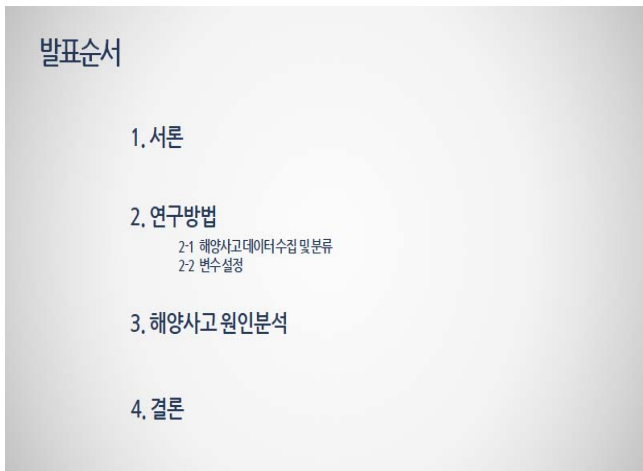 발표순서
1. 서론
2. 연구방법
2-1 해양사고데이터 수집 및 분류
2-2 변수 설정
3. 해양사고 원인분석
4. 결론